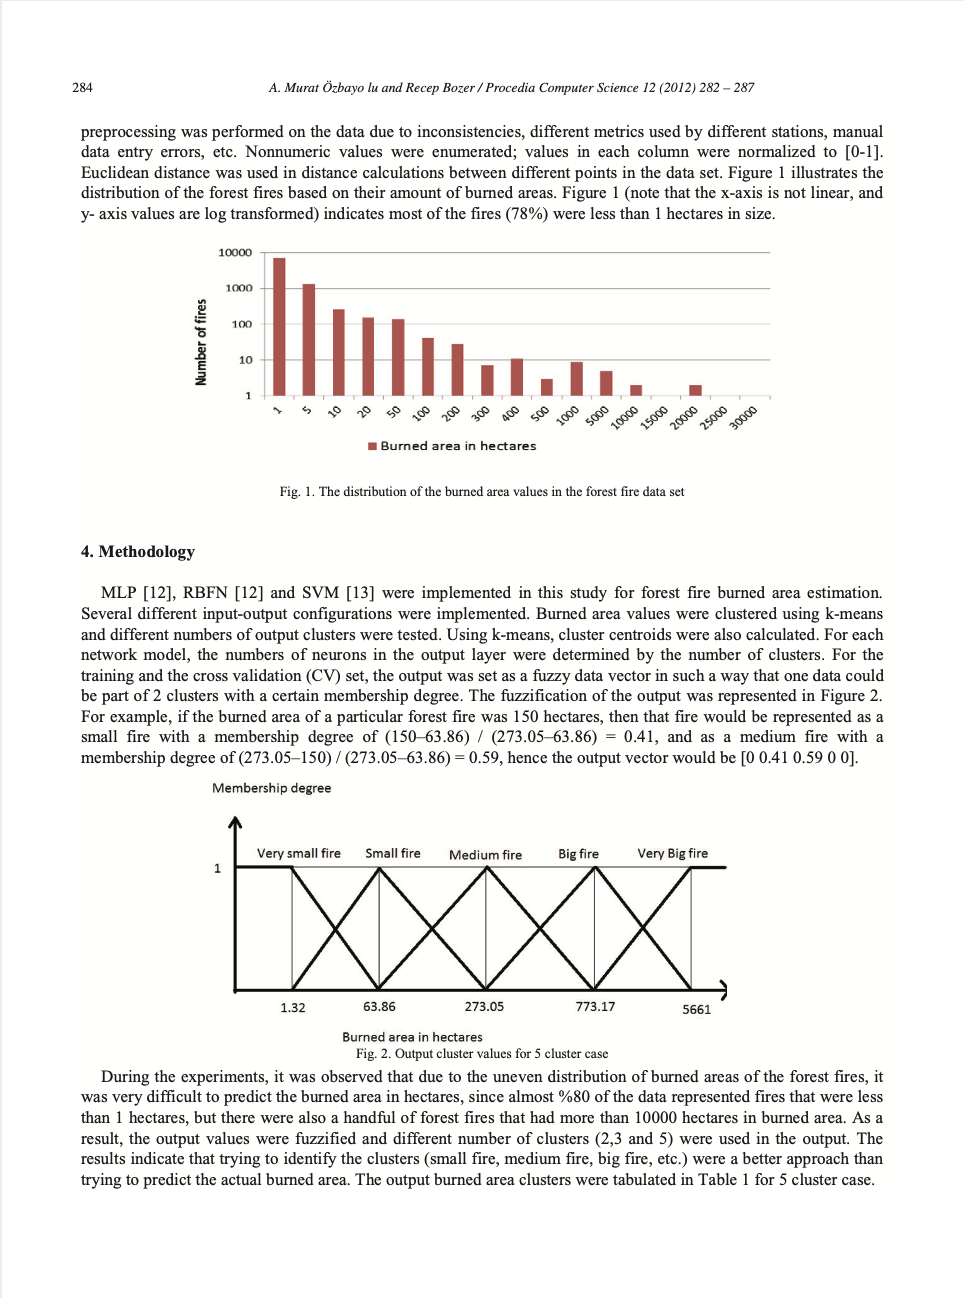 284
A. Murat Özbayo lu and Recep Bozer / Procedia Computer Science 12 (2012) 282 – 287
preprocessing was performed on the data due to inconsistencies, different metrics used by different stations, manual
data entry errors, etc. Nonnumeric values were enumerated; values in each column were normalized to [0-1].
Euclidean distance was used in distance calculations between different points in the data set. Figure 1 illustrates the
distribution of the forest fires based on their amount of burned areas. Figure 1 (note that the x-axis is not linear, and
y- axis values are log transformed) indicates most of the fires (78%) were less than 1 hectares in size.
Number of fires
10000
1000
100
10
1
1 5 10 20 50 100 200 300 400 500 1000 5000 10000 15000 20000 25000 30000
Burned area in hectares
Fig. 1. The distribution of the burned area values in the forest fire data set
4. Methodology
MLP [12], RBFN [12] and SVM [13] were implemented in this study for forest fire burned area estimation.
Several different input-output configurations were implemented. Burned area values were clustered using k-means
and different numbers of output clusters were tested. Using k-means, cluster centroids were also calculated. For each
network model, the numbers of neurons in the output layer were determined by the number of clusters. For the
training and the cross validation (CV) set, the output was set as a fuzzy data vector in such a way that one data could
be part of 2 clusters with a certain membership degree. The fuzzification of the output was represented in Figure 2.
For example, if the burned area of a particular forest fire was 150 hectares, then that fire would be represented as a
small fire with a membership degree of (150–63.86) / (273.05–63.86) = 0.41, and as a medium fire with a
membership degree of (273.05–150) / (273.05–63.86) = 0.59, hence the output vector would be [0 0.41 0.59 0 0].
Membership degree
Very small fire Small fire Medium fire Big fire Very Big fire
1
1.32 63.86 273.05 773.17 5661
Burned area in hectares
Fig. 2. Output cluster values for 5 cluster case
During the experiments, it was observed that due to the uneven distribution of burned areas of the forest fires, it
was very difficult to predict the burned area in hectares, since almost %80 of the data represented fires that were less
than 1 hectares, but there were also a handful of forest fires that had more than 10000 hectares in burned area. As a
result, the output values were fuzzified and different number of clusters (2,3 and 5) were used in the output. The
results indicate that trying to identify the clusters (small fire, medium fire, big fire, etc.) were a better approach than
trying to predict the actual burned area. The output burned area clusters were tabulated in Table 1 for 5 cluster case.